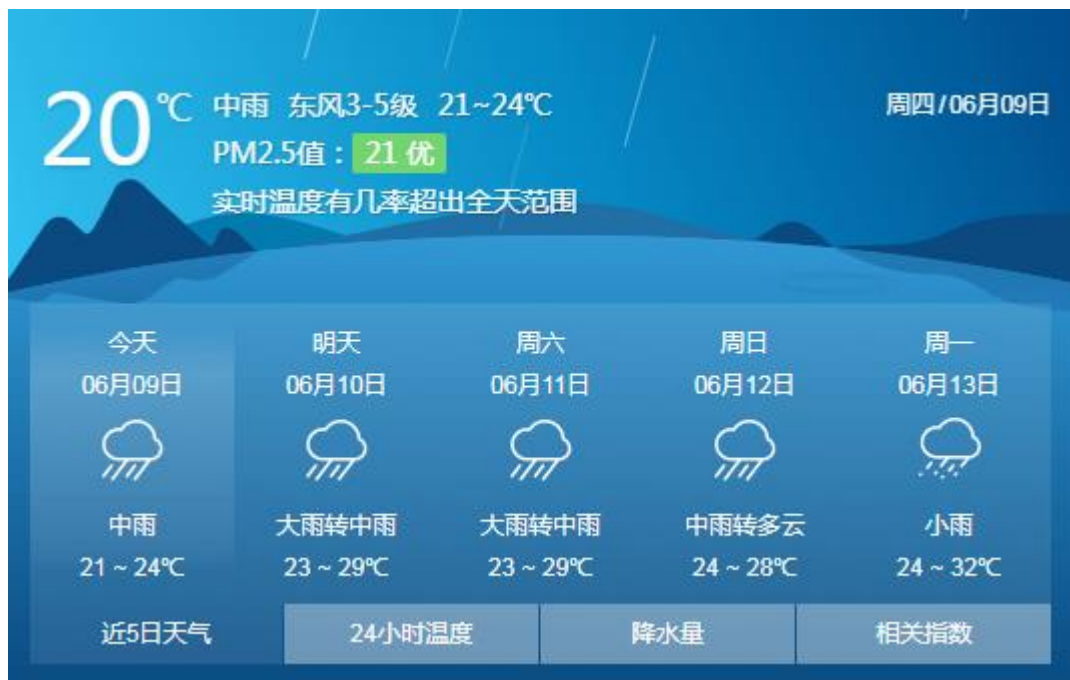 20℃ 中雨 东风3-5级 21~24℃ 周四/06月09日
PM2.5值：21 优
实时温度有几率超出全天范围
今天 明天 周六 周日 周一
06月09日 06月10日 06月11日 06月12日 06月13日
中雨 大雨转中雨 大雨转中雨 中雨转多云 小雨
21 ~ 24℃ 23 ~ 29℃ 23 ~ 29℃ 24 ~ 28℃ 24 ~ 32℃
近5日天气 24小时温度 降水量 相关指数